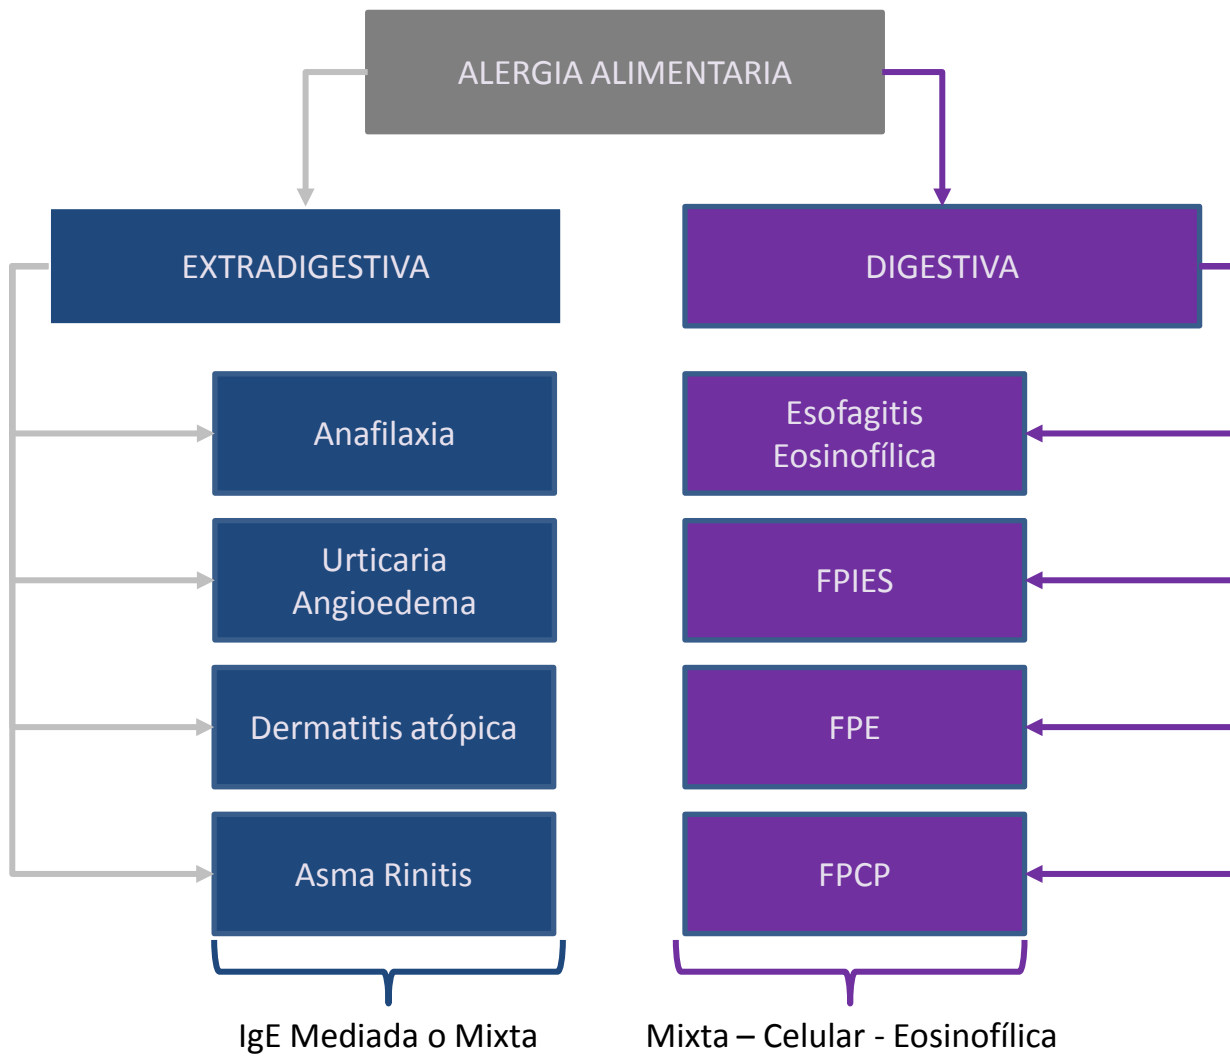 ALERGIA ALIMENTARIA
EXTRADIGESTIVA
DIGESTIVA
Anafilaxia
Esofagitis
Eosinofílica
Urticaria
Angioedema
FPIES
Dermatitis atópica
FPE
Asma Rinitis
FPCP
IgE Mediada o Mixta
Mixta – Celular - Eosinofílica